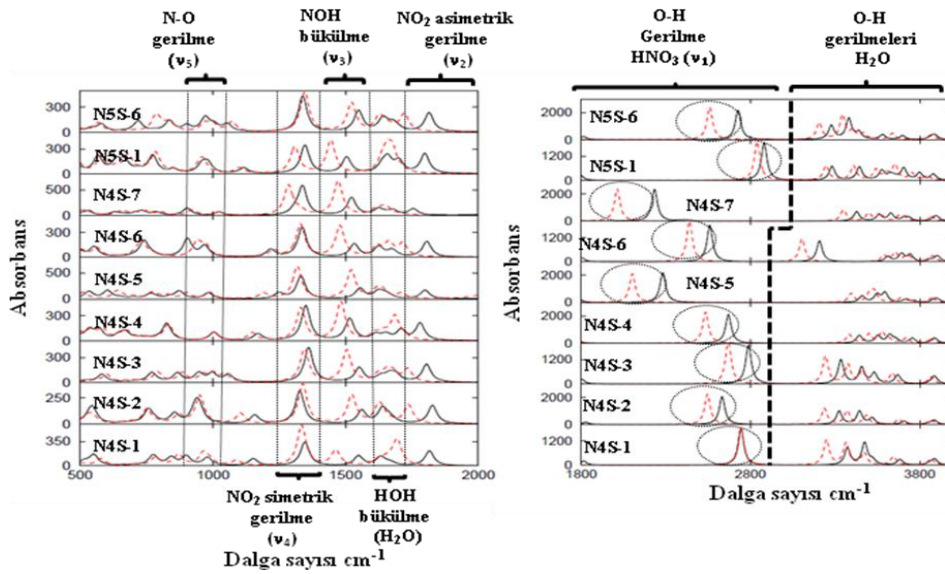 N-O
gerilme
(ν₅)
NOH
bükülme
(ν₃)
NO₂ asimetrik
gerilme
(ν₂)
Absorbans
300
0
N5S-6
300
0
N5S-1
500
0
N4S-7
300
0
N4S-6
500
0
N4S-5
300
0
N4S-4
300
0
N4S-3
250
0
N4S-2
350
0
N4S-1
500
1000
1500
2000
NO₂ simetrik
gerilme
(ν₄)
HOH
bükülme
(H₂O)
Dalga sayısı cm⁻¹
O-H
Gerilme
HNO₃ (ν₁)
O-H
gerilmeleri
H₂O
Absorbans
2000
0
N5S-6
1200
0
N5S-1
2000
0
N4S-7
1200
0
N4S-6
2000
0
N4S-5
2000
0
N4S-4
1200
0
N4S-3
2000
0
N4S-2
1200
0
N4S-1
1800
2800
3800
Dalga sayısı cm⁻¹